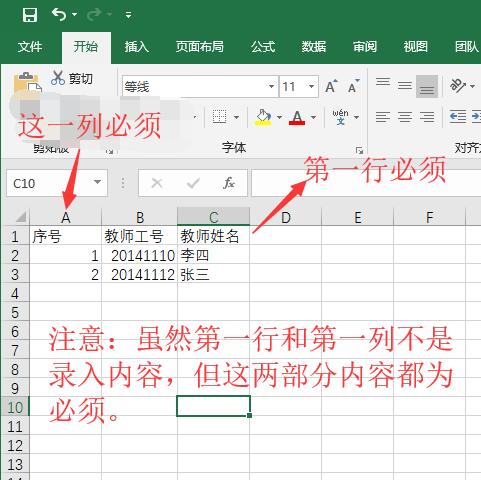 文件 开始 插入 页面布局 公式 数据 审阅 视图 团队
剪切
等线 11 A A
这一列必须
B I A wén 文
剪贴板 字体 对齐
第一行必须
C10 fx
A B C D E F
1 序号 教师工号 教师姓名
2 1 20141110 李四
3 2 20141112 张三
4
5
6
7
8
9
10
11
12
13
14
注意：虽然第一行和第一列不是
录入内容，但这两部分内容都为
必须。